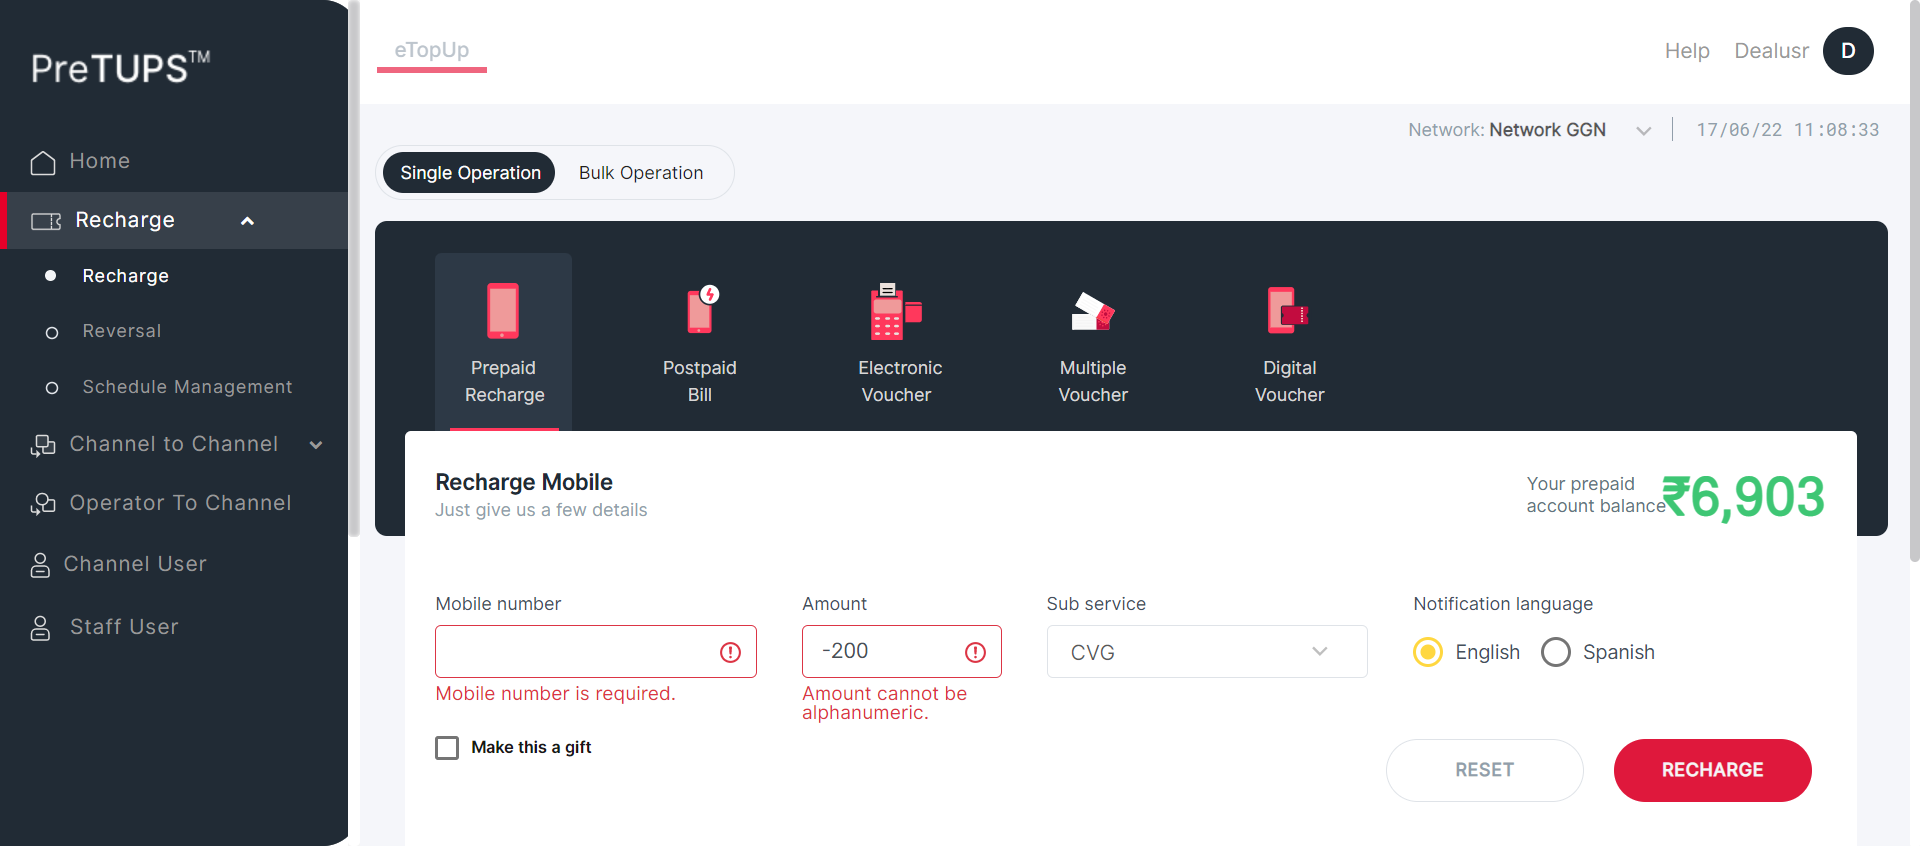 PreTUPS™
Home
Recharge
Recharge
Reversal
Schedule Management
Channel to Channel
Operator To Channel
Channel User
Staff User
eTopUp
Help
Dealusr
D
Network: Network GGN
17/06/22 11:08:33
Single Operation
Bulk Operation
Prepaid
Recharge
Postpaid
Bill
Electronic
Voucher
Multiple
Voucher
Digital
Voucher
Recharge Mobile
Just give us a few details
Your prepaid
account balance
₹6,903
Mobile number
Mobile number is required.
Amount
-200
Amount cannot be
alphanumeric.
Sub service
CVG
Notification language
English
Spanish
Make this a gift
RESET
RECHARGE